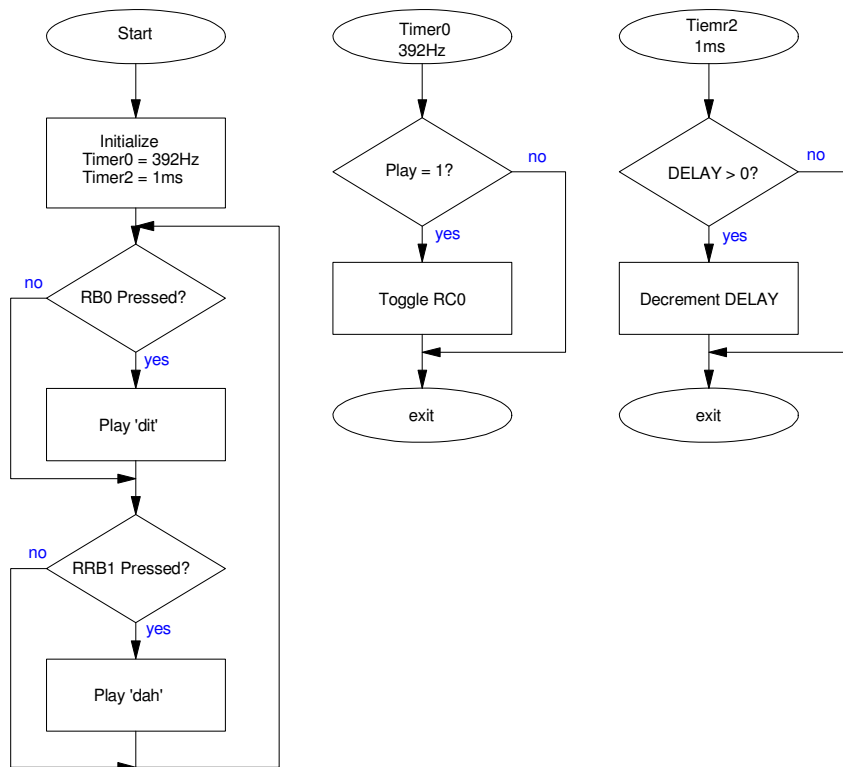 Start
Initialize
Timer0 = 392Hz
Timer2 = 1ms
no
RB0 Pressed?
yes
Play 'dit'
no
RRB1 Pressed?
yes
Play 'dah'
Timer0
392Hz
Play = 1?
no
yes
Toggle RC0
exit
Tiemr2
1ms
DELAY > 0?
no
yes
Decrement DELAY
exit